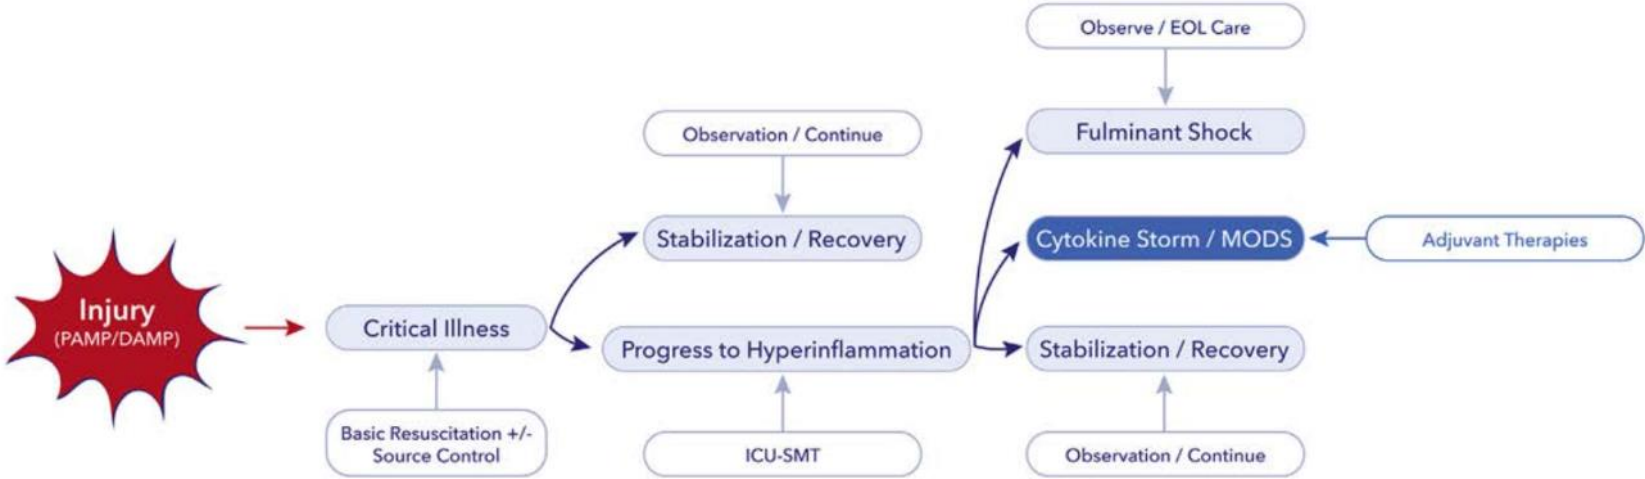 Injury
(PAMP/DAMP)
Critical Illness
Basic Resuscitation +/-
Source Control
Observation / Continue
Stabilization / Recovery
Progress to Hyperinflammation
ICU-SMT
Observe / EOL Care
Fulminant Shock
Cytokine Storm / MODS
Adjuvant Therapies
Stabilization / Recovery
Observation / Continue